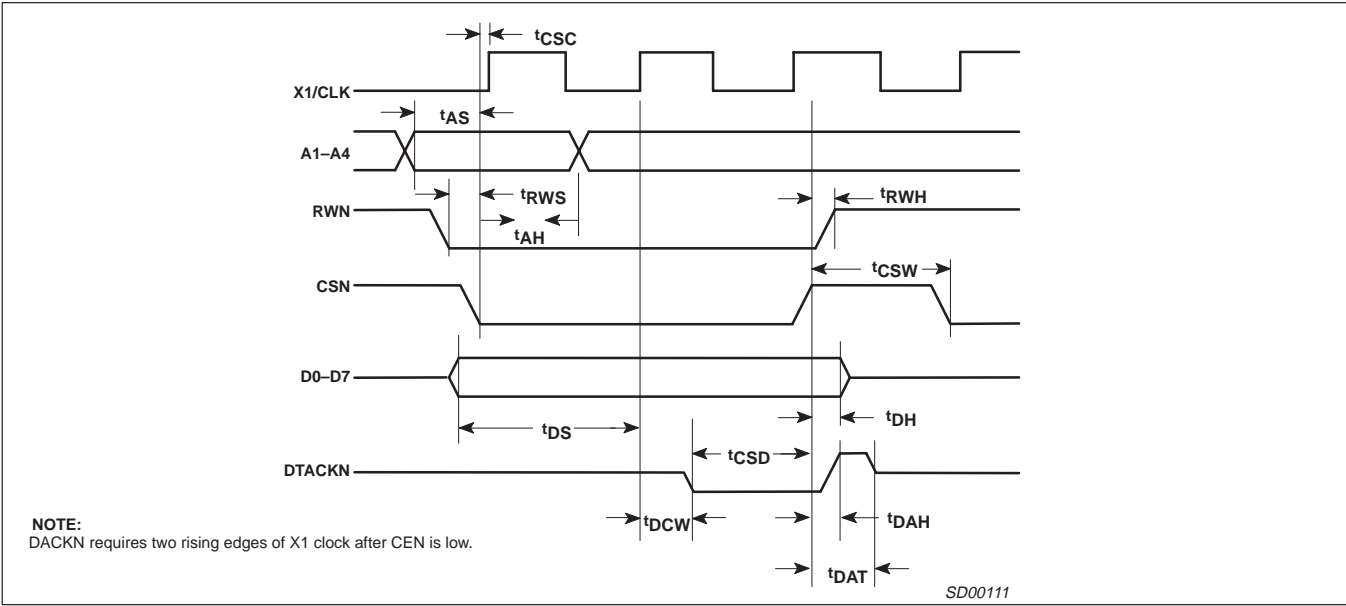 tCSC
X1/CLK
tAS
A1–A4
tRWS
tRWH
RWN
tAH
tCSW
CSN
D0–D7
tDH
tDS
tCSD
DTACKN
tDCW
tDAH
NOTE:
DACKN requires two rising edges of X1 clock after CEN is low.
tDAT
SD00111